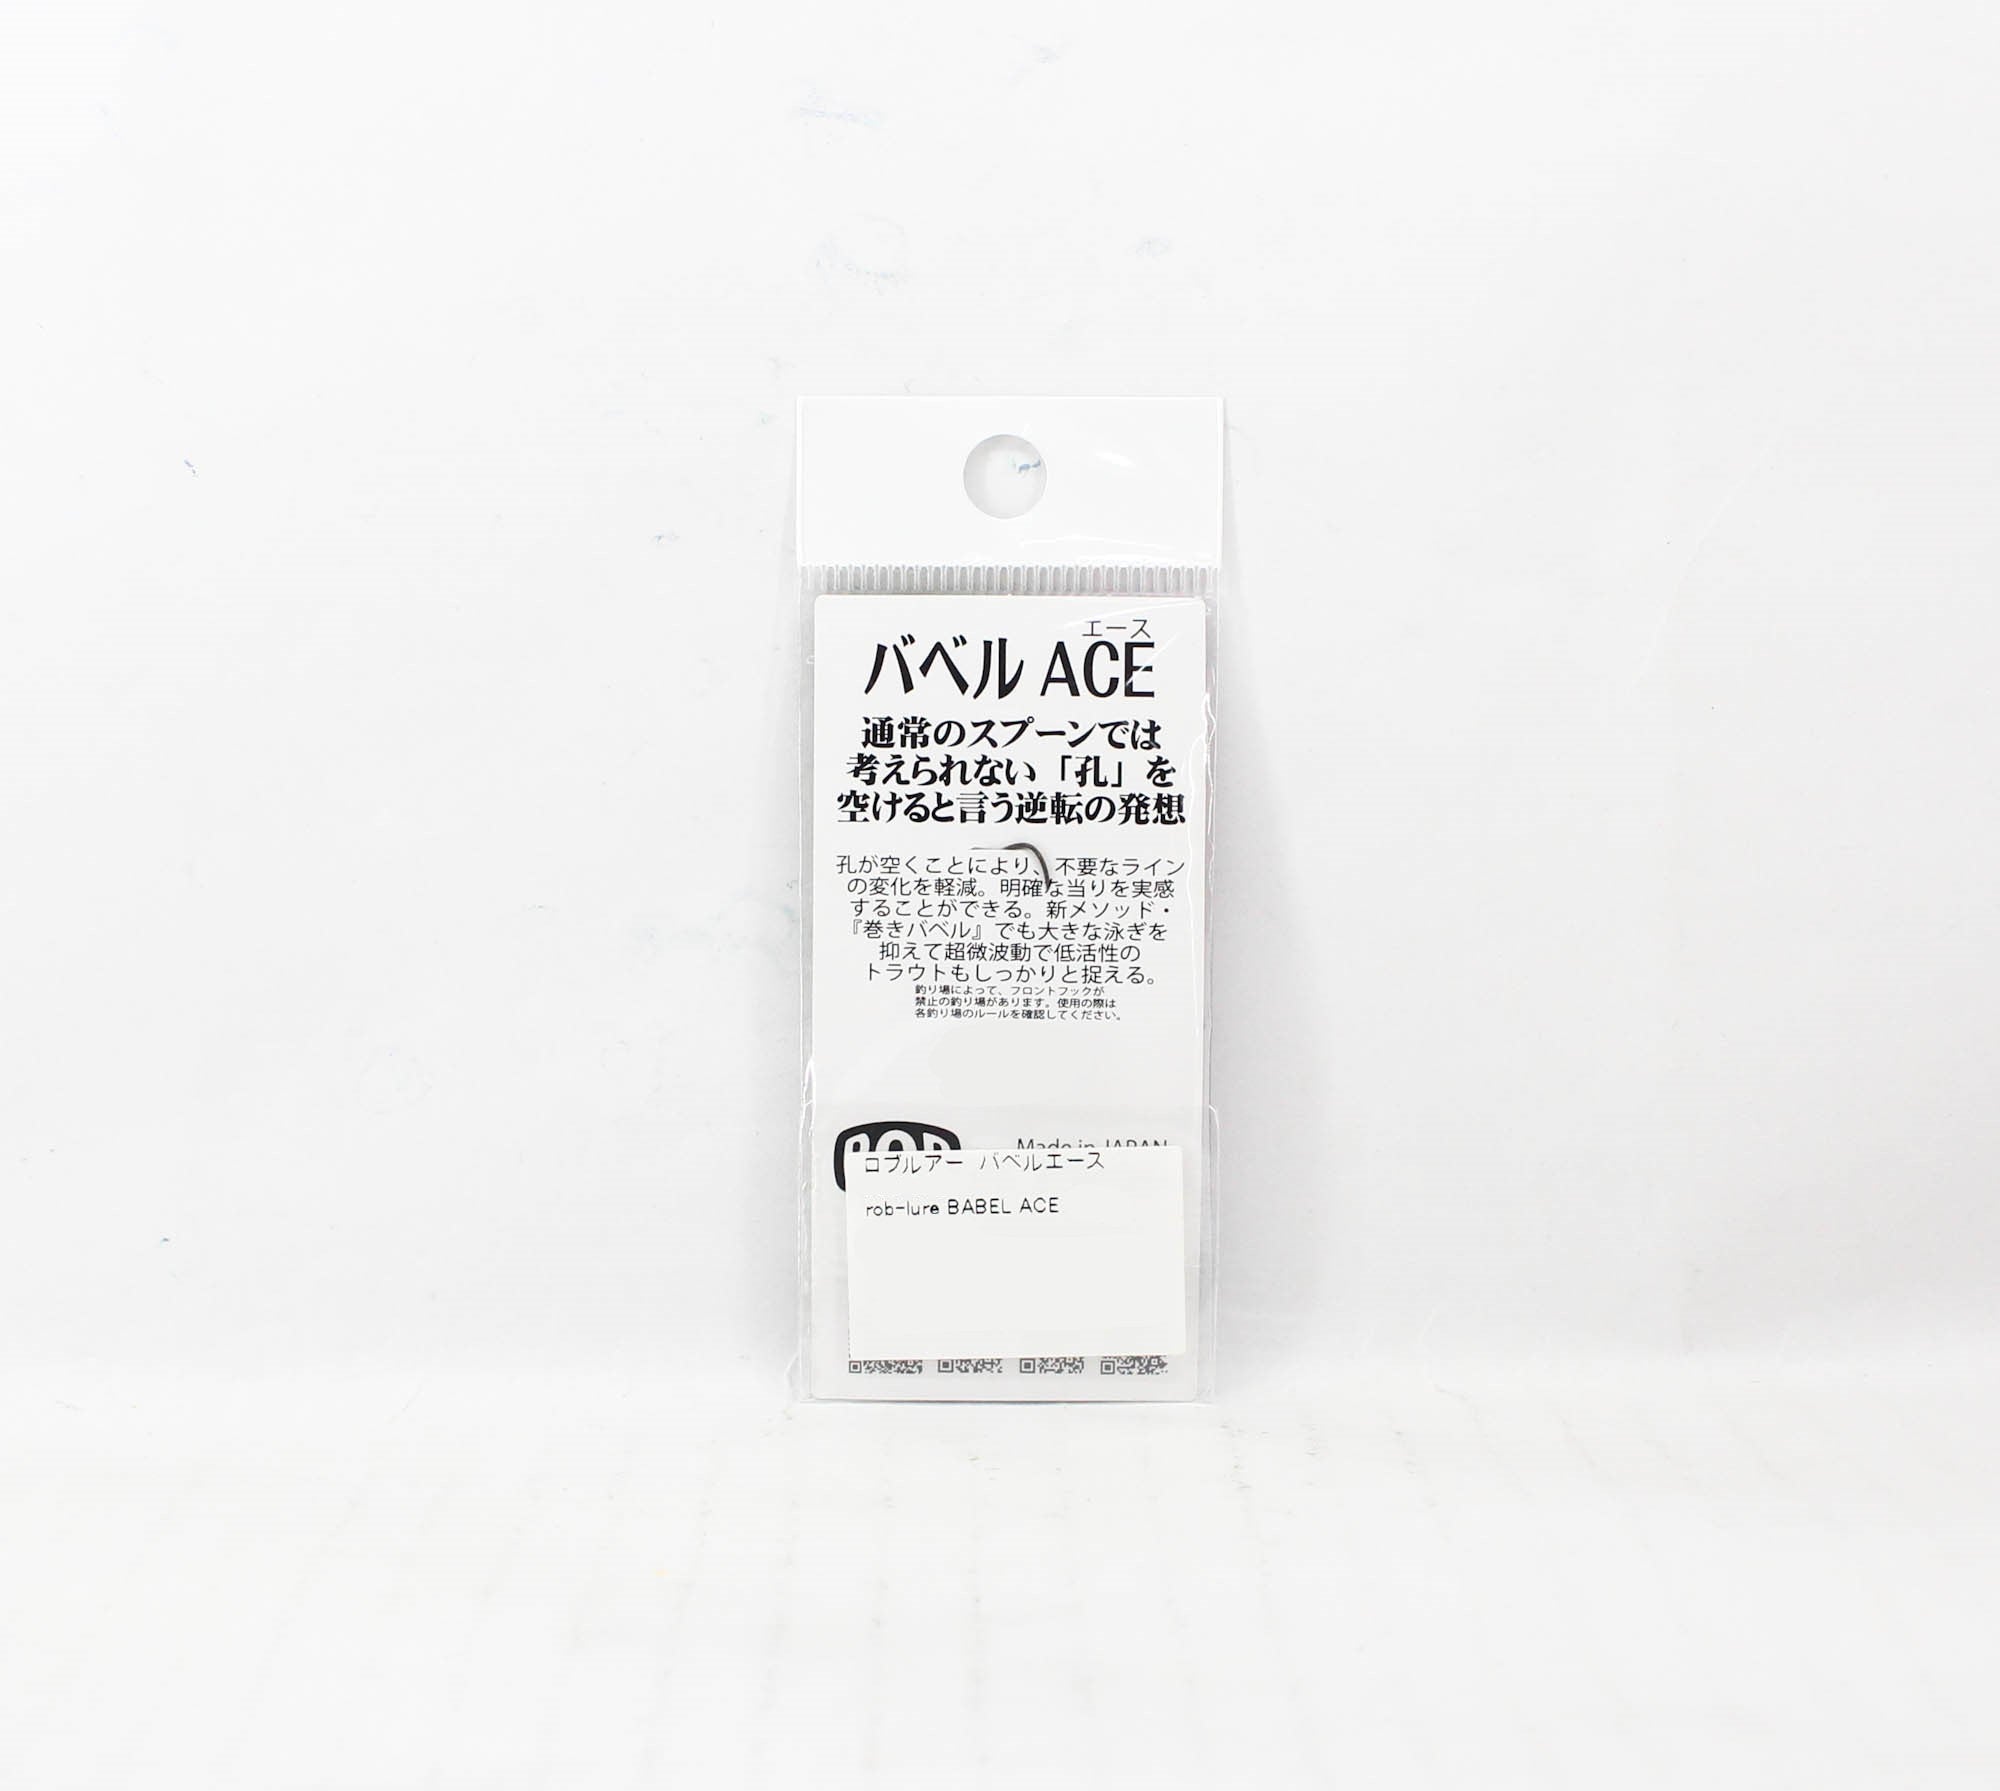 エース
バベル ACE
通常のスプーンでは
考えられない「孔」を
空けると言う逆転の発想
孔が空くことにより、不要なライン
の変化を軽減。明確な当りを実感
することができる。新メソッド・
『巻きバベル』でも大きな泳ぎを
抑えて超微波動で低活性の
トラウトもしっかりと捉える。
釣り場によって、フロントフックが
禁止の釣り場があります。使用の際は
各釣り場のルールを確認してください。
ROB
Made in JAPAN
ロブルアー バベルエース
rob-lure BABEL ACE